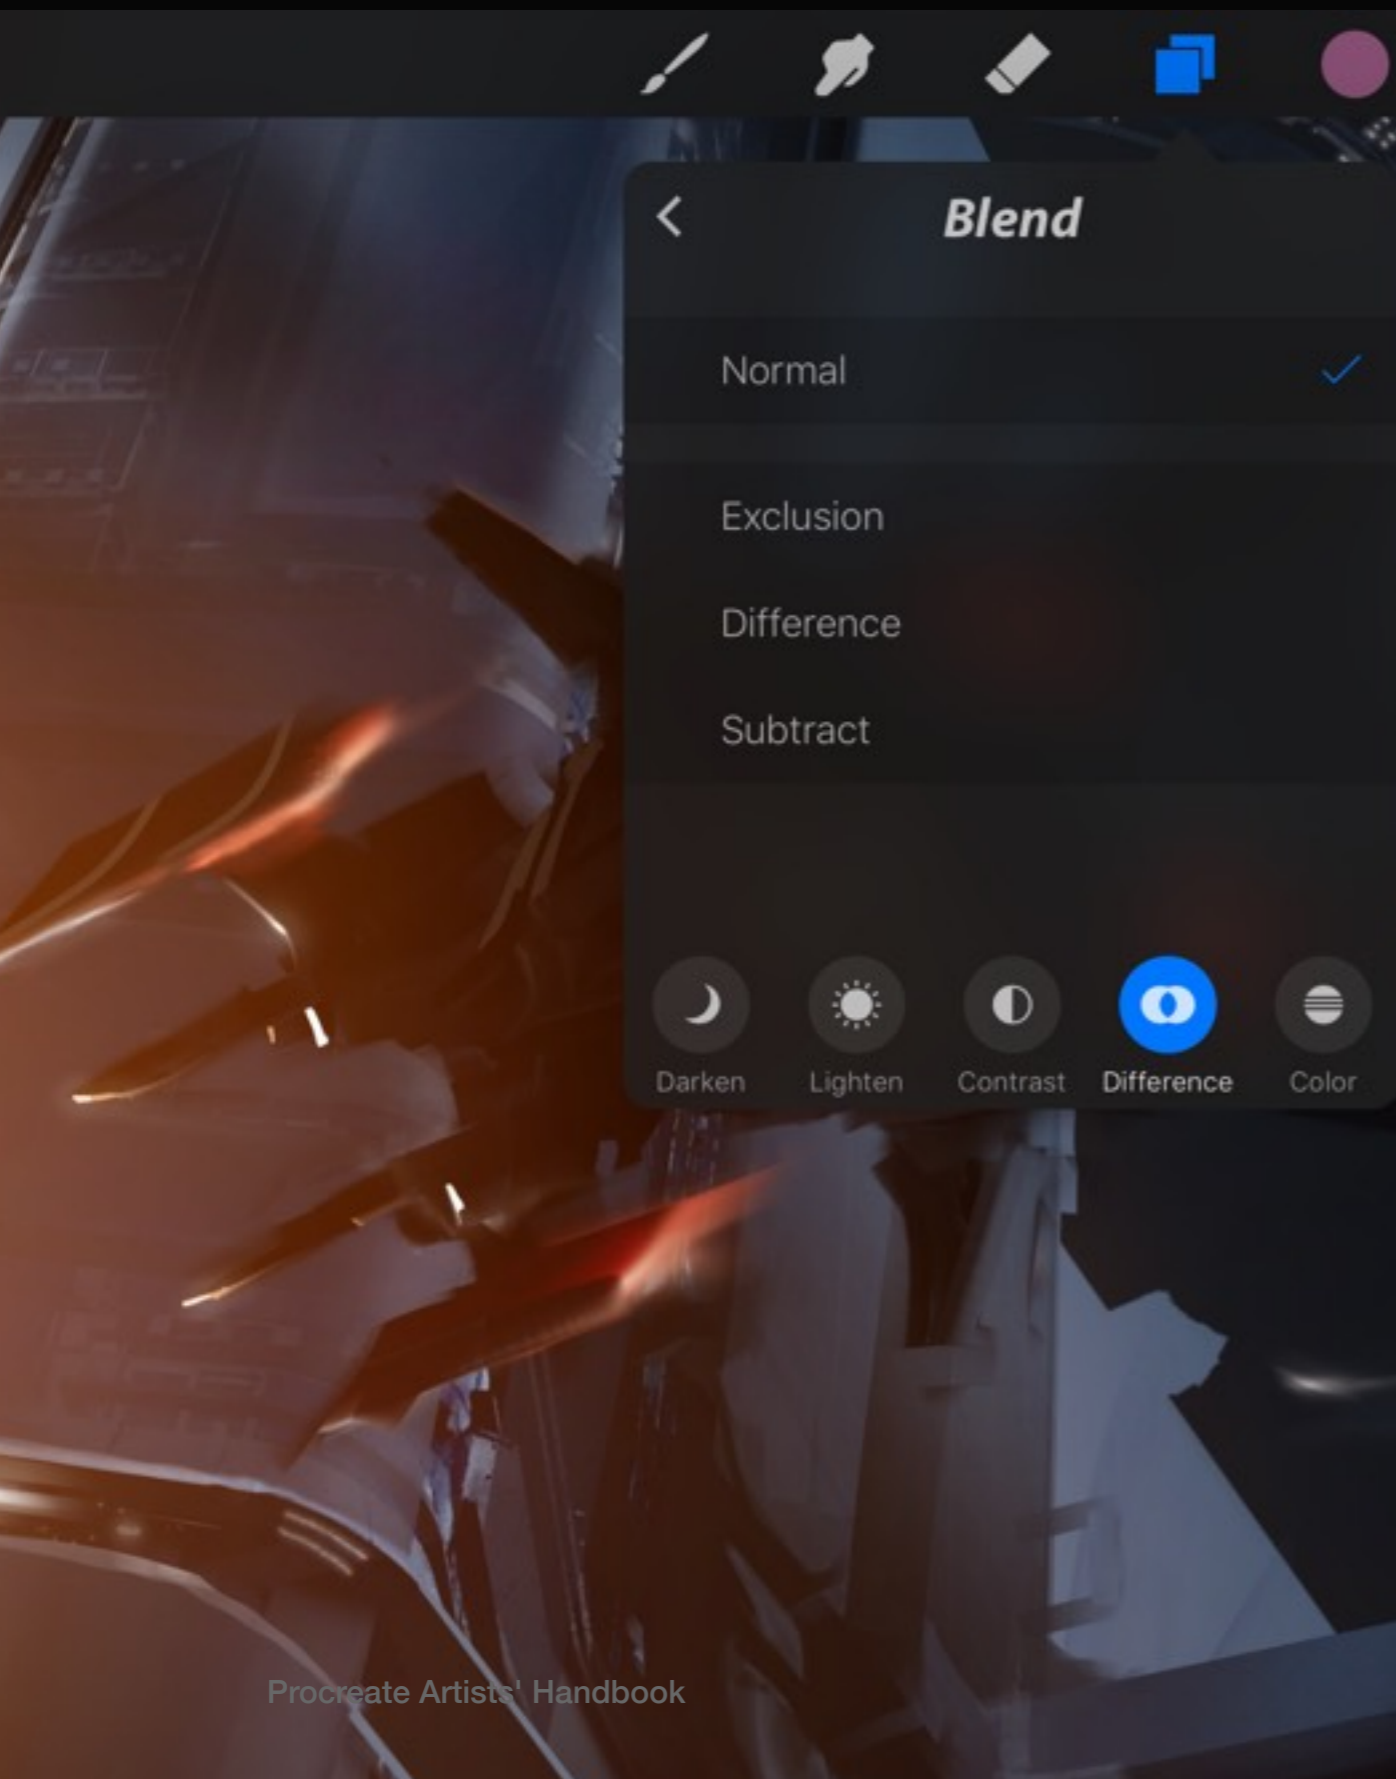 Blend
Normal
Exclusion
Difference
Subtract
Darken Lighten Contrast Difference Color
Procreate Artists' Handbook